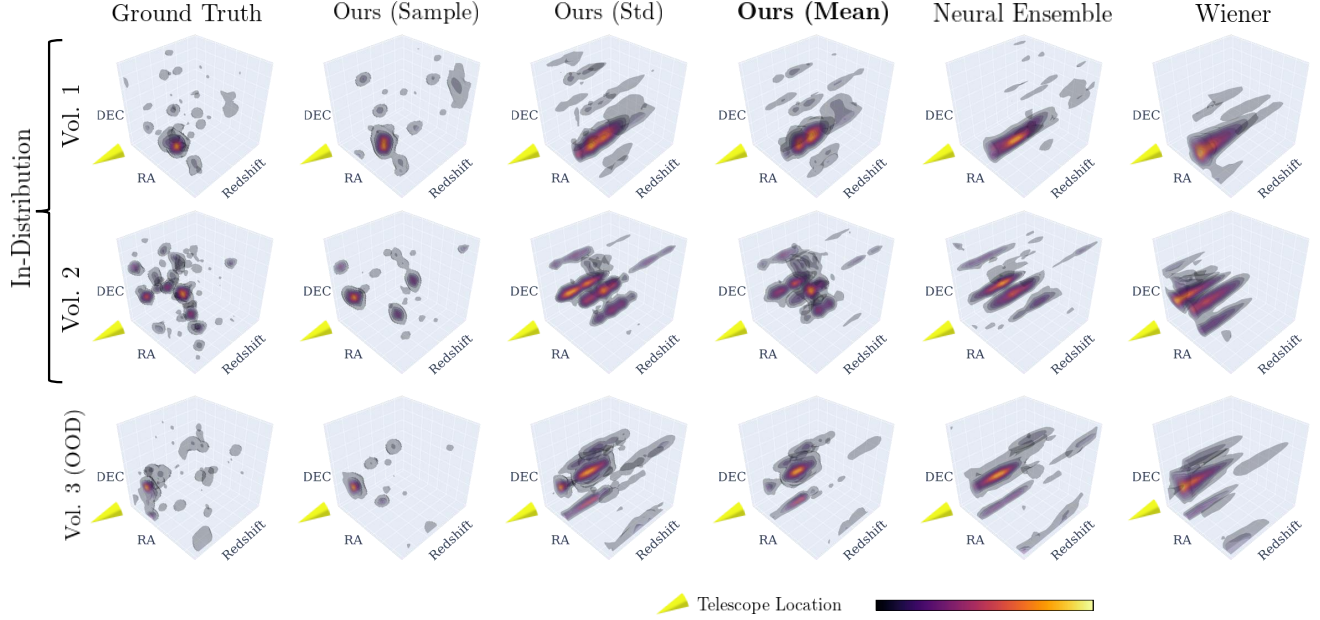 Ground Truth
Ours (Sample)
Ours (Std)
Ours (Mean)
Neural Ensemble
Wiener
In-Distribution
Vol. 1
DEC
RA
Redshift
DEC
RA
Redshift
DEC
RA
Redshift
DEC
RA
Redshift
DEC
RA
Redshift
DEC
RA
Redshift
Vol. 2
DEC
RA
Redshift
DEC
RA
Redshift
DEC
RA
Redshift
DEC
RA
Redshift
DEC
RA
Redshift
DEC
RA
Redshift
Vol. 3 (OOD)
DEC
RA
Redshift
DEC
RA
Redshift
DEC
RA
Redshift
DEC
RA
Redshift
DEC
RA
Redshift
DEC
RA
Redshift
Telescope Location